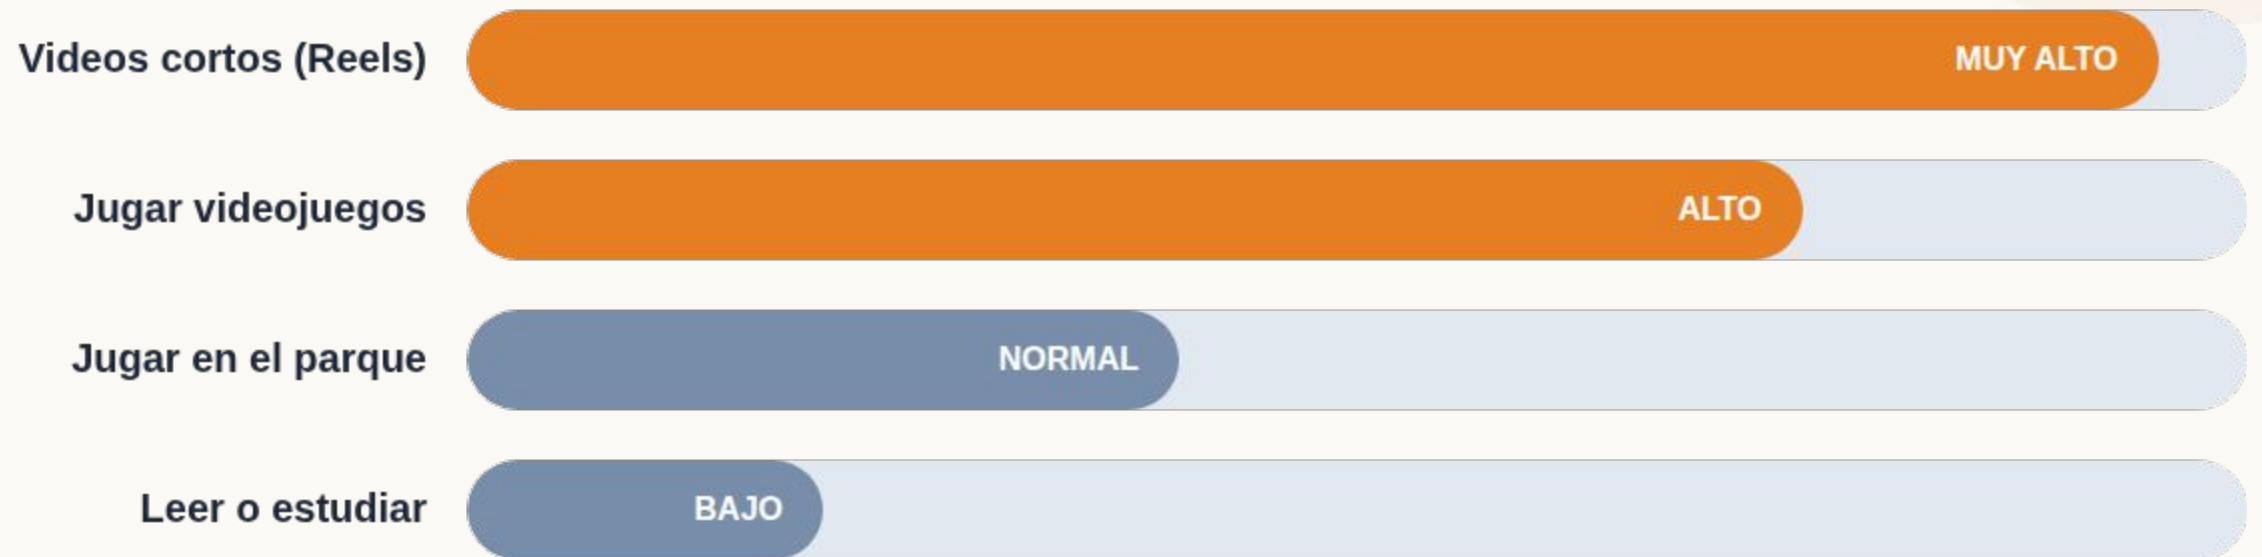 Videos cortos (Reels) MUY ALTO
Jugar videojuegos ALTO
Jugar en el parque NORMAL
Leer o estudiar BAJO